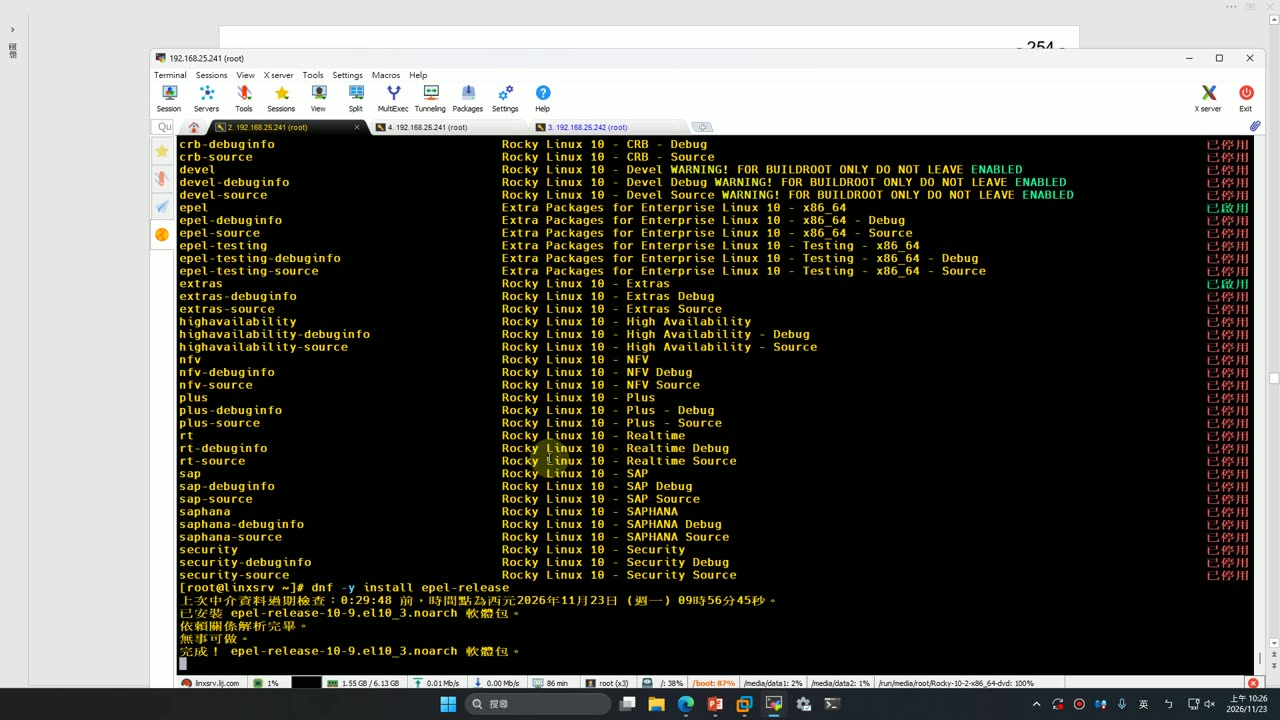 - 254 -
192.168.25.241 (root)
Terminal Sessions View X server Tools Settings Macros Help
Session Servers Tools Sessions View Split MultiExec Tunneling Packages Settings Help X server Exit
Qu 2. 192.168.25.241 (root) 4. 192.168.25.241 (root) 3. 192.168.25.242 (root)
crb-debuginfo Rocky Linux 10 - CRB - Debug 已停用
crb-source Rocky Linux 10 - CRB - Source 已停用
devel Rocky Linux 10 - Devel WARNING! FOR BUILDROOT ONLY DO NOT LEAVE ENABLED 已停用
devel-debuginfo Rocky Linux 10 - Devel Debug WARNING! FOR BUILDROOT ONLY DO NOT LEAVE ENABLED 已停用
devel-source Rocky Linux 10 - Devel Source WARNING! FOR BUILDROOT ONLY DO NOT LEAVE ENABLED 已停用
epel Extra Packages for Enterprise Linux 10 - x86_64 已啟用
epel-debuginfo Extra Packages for Enterprise Linux 10 - x86_64 - Debug 已停用
epel-source Extra Packages for Enterprise Linux 10 - x86_64 - Source 已停用
epel-testing Extra Packages for Enterprise Linux 10 - Testing - x86_64 已停用
epel-testing-debuginfo Extra Packages for Enterprise Linux 10 - Testing - x86_64 - Debug 已停用
epel-testing-source Extra Packages for Enterprise Linux 10 - Testing - x86_64 - Source 已停用
extras Rocky Linux 10 - Extras 已啟用
extras-debuginfo Rocky Linux 10 - Extras Debug 已停用
extras-source Rocky Linux 10 - Extras Source 已停用
highavailability Rocky Linux 10 - High Availability 已停用
highavailability-debuginfo Rocky Linux 10 - High Availability - Debug 已停用
highavailability-source Rocky Linux 10 - High Availability - Source 已停用
nfv Rocky Linux 10 - NFV 已停用
nfv-debuginfo Rocky Linux 10 - NFV Debug 已停用
nfv-source Rocky Linux 10 - NFV Source 已停用
plus Rocky Linux 10 - Plus 已停用
plus-debuginfo Rocky Linux 10 - Plus - Debug 已停用
plus-source Rocky Linux 10 - Plus - Source 已停用
rt Rocky Linux 10 - Realtime 已停用
rt-debuginfo Rocky Linux 10 - Realtime Debug 已停用
rt-source Rocky Linux 10 - Realtime Source 已停用
sap Rocky Linux 10 - SAP 已停用
sap-debuginfo Rocky Linux 10 - SAP Debug 已停用
sap-source Rocky Linux 10 - SAP Source 已停用
saphana Rocky Linux 10 - SAPHANA 已停用
saphana-debuginfo Rocky Linux 10 - SAPHANA Debug 已停用
saphana-source Rocky Linux 10 - SAPHANA Source 已停用
security Rocky Linux 10 - Security 已停用
security-debuginfo Rocky Linux 10 - Security Debug 已停用
security-source Rocky Linux 10 - Security Source 已停用
[root@linxsrv ~]# dnf -y install epel-release
上次中介資料過期檢查：0:29:48 前，時間點為西元2026年11月23日 (週一) 09時56分45秒。
已安裝 epel-release-10-9.el10_3.noarch 軟體包。
依賴關係解析完畢。
無事可做。
完成！ epel-release-10-9.el10_3.noarch 軟體包。
linxsrv.lij.com 1% 1.55 GB / 6.13 GB 0.01 Mb/s 0.00 Mb/s 86 min root (x3) /: 38% /boot: 87% /media/data1: 2% /media/data2: 1% /run/media/root/Rocky-10-2-x86_64-dvd: 100%
搜尋 上午 10:26
2026/11/23